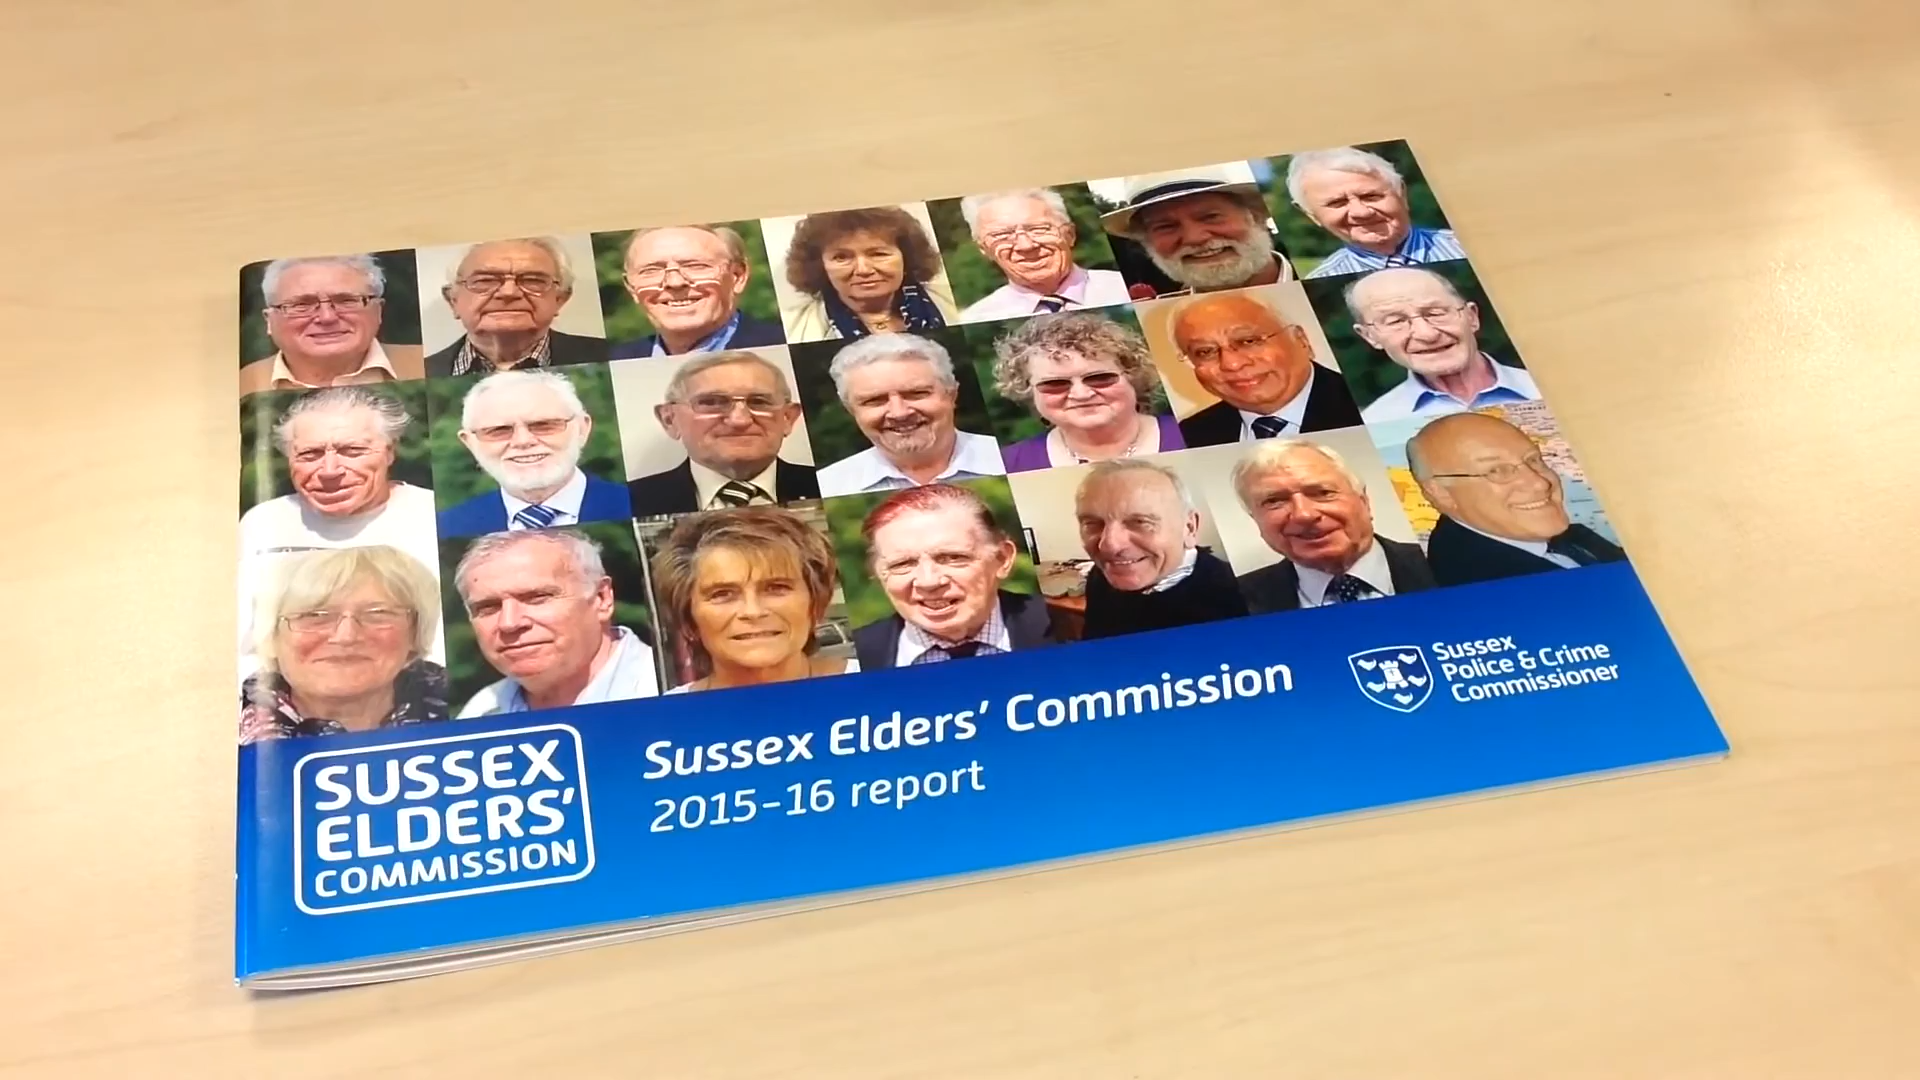 SUSSEX
ELDERS'
COMMISSION
Sussex Elders' Commission
2015-16 report
Sussex
Police & Crime
Commissioner